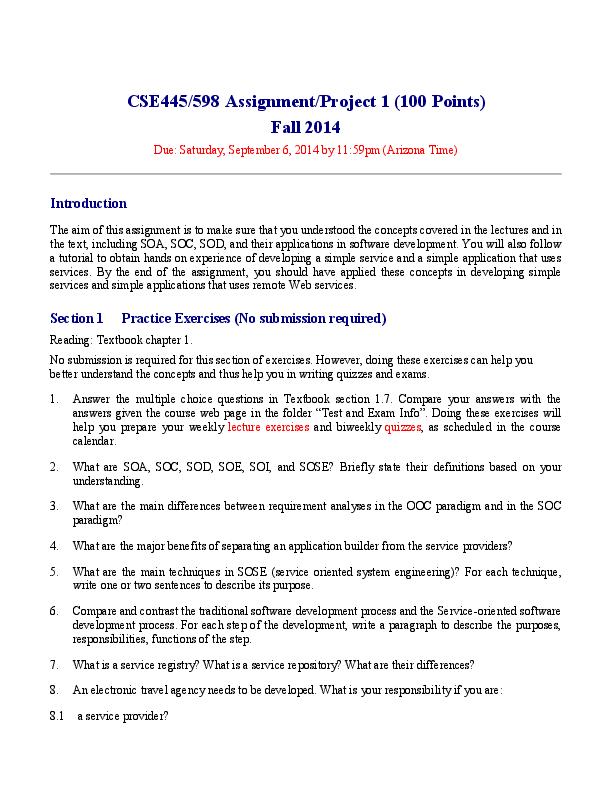 CSE445/598 Assignment/Project 1 (100 Points)
Fall 2014
Due: Saturday, September 6, 2014 by 11:59pm (Arizona Time)
Introduction
The aim of this assignment is to make sure that you understood the concepts covered in the lectures and in
the text, including SOA, SOC, SOD, and their applications in software development. You will also follow
a tutorial to obtain hands on experience of developing a simple service and a simple application that uses
services. By the end of the assignment, you should have applied these concepts in developing simple
services and simple applications that uses remote Web services.
Section 1 Practice Exercises (No submission required)
Reading: Textbook chapter 1.
No submission is required for this section of exercises. However, doing these exercises can help you
better understand the concepts and thus help you in writing quizzes and exams.
1. Answer the multiple choice questions in Textbook section 1.7. Compare your answers with the
answers given the course web page in the folder “Test and Exam Info”. Doing these exercises will
help you prepare your weekly lecture exercises and biweekly quizzes, as scheduled in the course
calendar.
2. What are SOA, SOC, SOD, SOE, SOI, and SOSE? Briefly state their definitions based on your
understanding.
3. What are the main differences between requirement analyses in the OOC paradigm and in the SOC
paradigm?
4. What are the major benefits of separating an application builder from the service providers?
5. What are the main techniques in SOSE (service oriented system engineering)? For each technique,
write one or two sentences to describe its purpose.
6. Compare and contrast the traditional software development process and the Service-oriented software
development process. For each step of the development, write a paragraph to describe the purposes,
responsibilities, functions of the step.
7. What is a service registry? What is a service repository? What are their differences?
8. An electronic travel agency needs to be developed. What is your responsibility if you are:
8.1 a service provider?